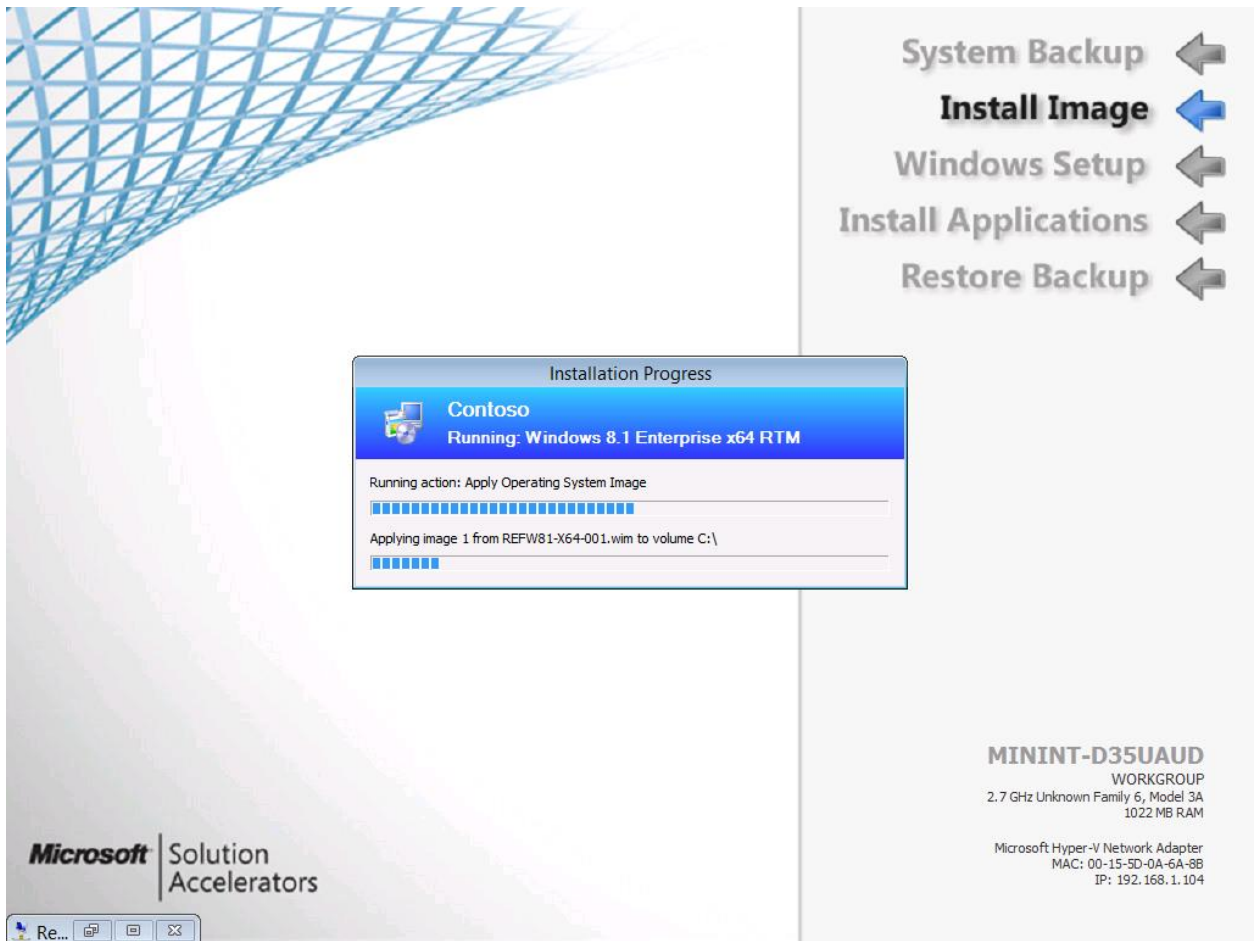 System Backup
Install Image
Windows Setup
Install Applications
Restore Backup
Installation Progress
Contoso
Running: Windows 8.1 Enterprise x64 RTM
Running action: Apply Operating System Image
Applying image 1 from REFW81-X64-001.wim to volume C:\
MININT-D35UAUD
WORKGROUP
2.7 GHz Unknown Family 6, Model 3A
1022 MB RAM
Microsoft Hyper-V Network Adapter
MAC: 00-15-5D-0A-6A-8B
IP: 192.168.1.104
Microsoft Solution
Accelerators
Re...